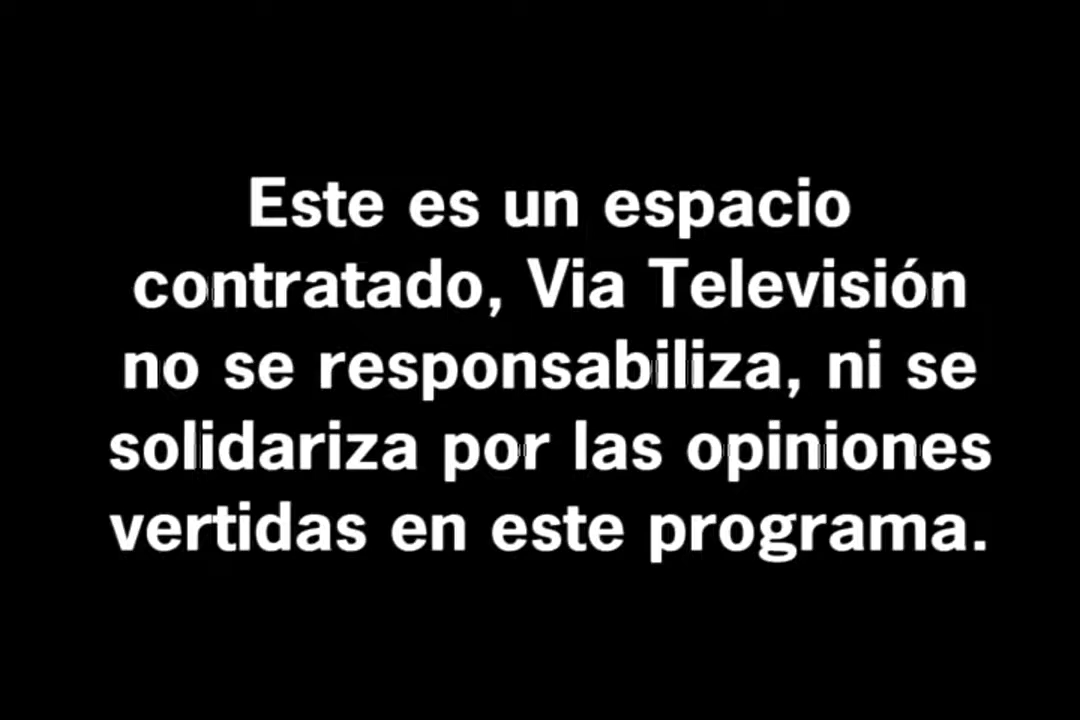 Este es un espacio
contratado, Via Televisión
no se responsabiliza, ni se
solidariza por las opiniones
vertidas en este programa.